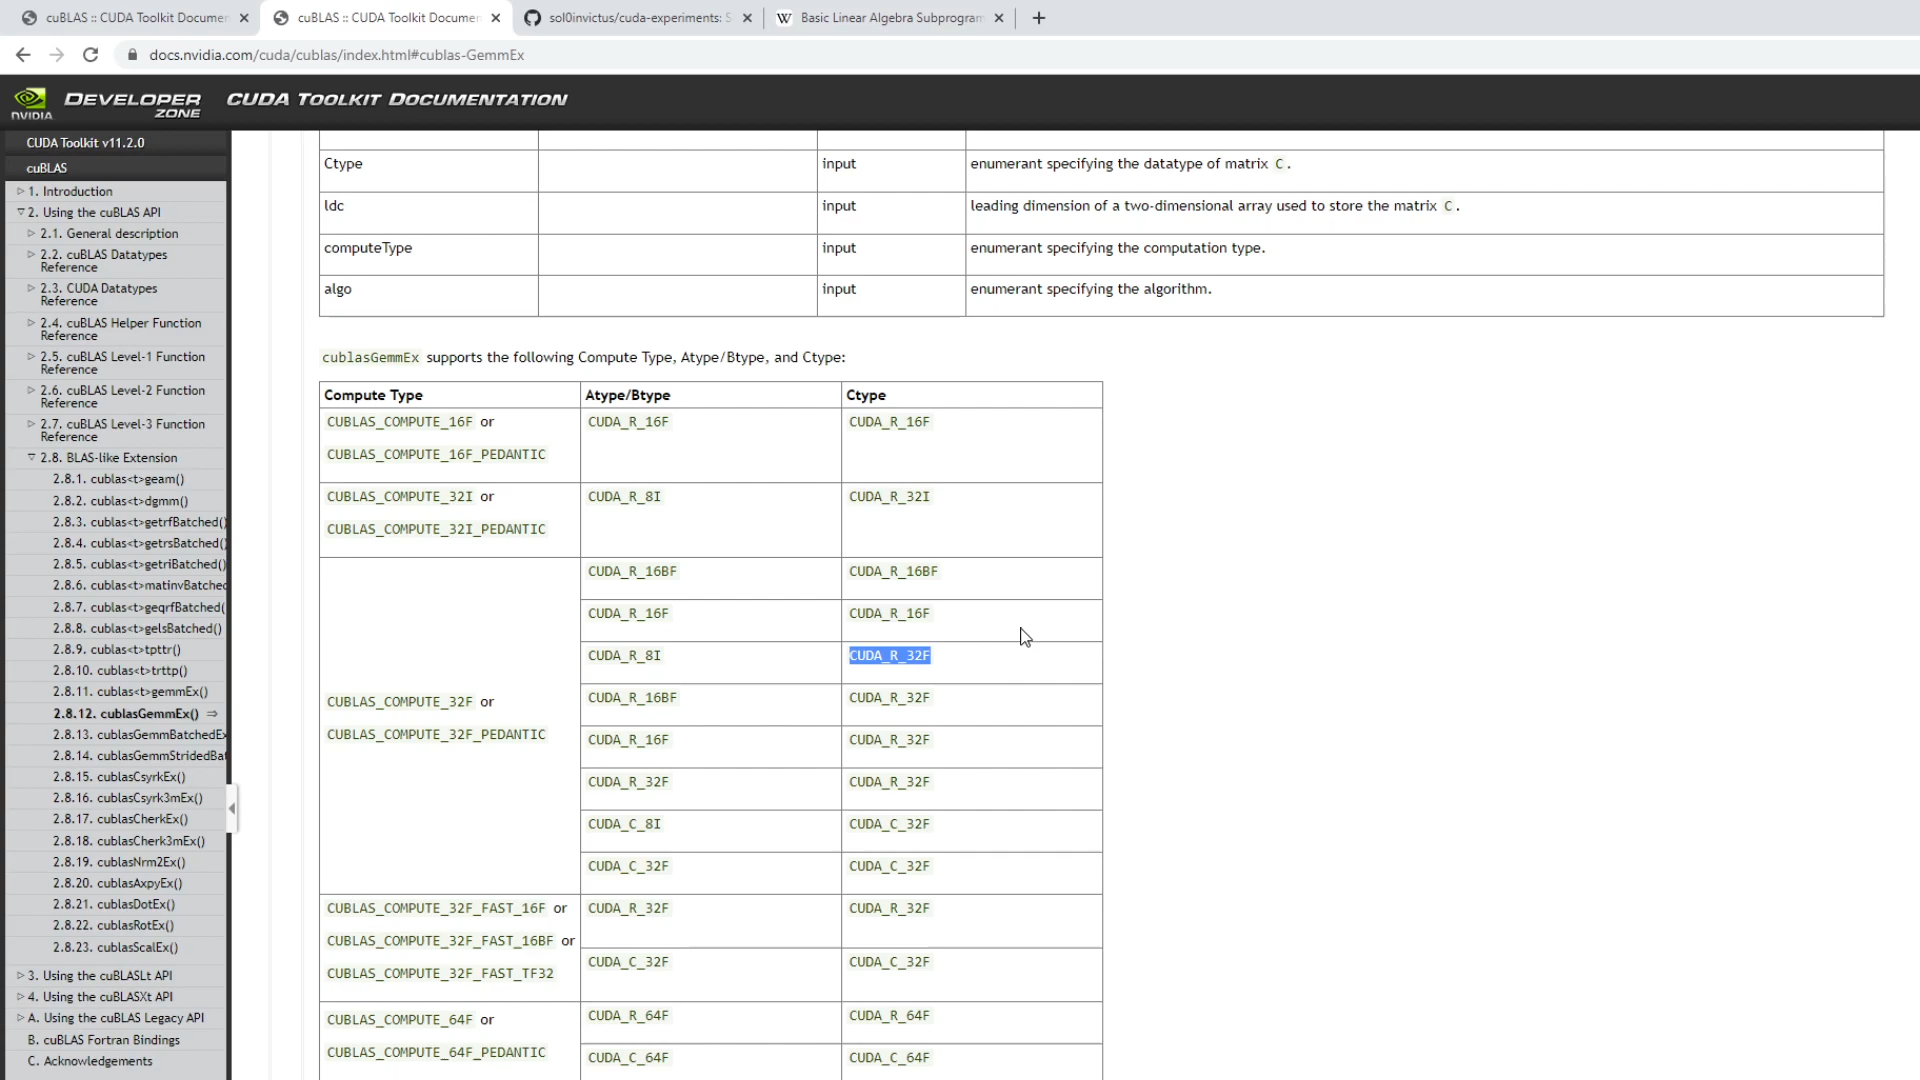 cuBLAS :: CUDA Toolkit Documen
cuBLAS :: CUDA Toolkit Documen
sol0invictus/cuda-experiments: S
Basic Linear Algebra Subprogram
docs.nvidia.com/cuda/cublas/index.html#cublas-GemmEx
NVIDIA
DEVELOPER ZONE
CUDA TOOLKIT DOCUMENTATION
CUDA Toolkit v11.2.0
cuBLAS
1. Introduction
2. Using the cuBLAS API
2.1. General description
2.2. cuBLAS Datatypes
Reference
2.3. CUDA Datatypes
Reference
2.4. cuBLAS Helper Function
Reference
2.5. cuBLAS Level-1 Function
Reference
2.6. cuBLAS Level-2 Function
Reference
2.7. cuBLAS Level-3 Function
Reference
2.8. BLAS-like Extension
2.8.1. cublas<t>geam()
2.8.2. cublas<t>dgmm()
2.8.3. cublas<t>getrfBatched()
2.8.4. cublas<t>getrsBatched()
2.8.5. cublas<t>getriBatched()
2.8.6. cublas<t>matinvBatched
2.8.7. cublas<t>geqrfBatched(
2.8.8. cublas<t>gelsBatched()
2.8.9. cublas<t>tpttr()
2.8.10. cublas<t>trttp()
2.8.11. cublas<t>gemmEx()
2.8.12. cublasGemmEx() ⇒
2.8.13. cublasGemmBatchedEx
2.8.14. cublasGemmStridedBat
2.8.15. cublasCsyrkEx()
2.8.16. cublasCsyrk3mEx()
2.8.17. cublasCherkEx()
2.8.18. cublasCherk3mEx()
2.8.19. cublasNrm2Ex()
2.8.20. cublasAxpyEx()
2.8.21. cublasDotEx()
2.8.22. cublasRotEx()
2.8.23. cublasScalEx()
3. Using the cuBLASLt API
4. Using the cuBLASXt API
A. Using the cuBLAS Legacy API
B. cuBLAS Fortran Bindings
C. Acknowledgements
Ctype input enumerant specifying the datatype of matrix C.
ldc input leading dimension of a two-dimensional array used to store the matrix C.
computeType input enumerant specifying the computation type.
algo input enumerant specifying the algorithm.
cublasGemmEx supports the following Compute Type, Atype/Btype, and Ctype:
Compute Type Atype/Btype Ctype
CUBLAS_COMPUTE_16F or CUDA_R_16F CUDA_R_16F
CUBLAS_COMPUTE_16F_PEDANTIC
CUBLAS_COMPUTE_32I or CUDA_R_8I CUDA_R_32I
CUBLAS_COMPUTE_32I_PEDANTIC
CUDA_R_16BF CUDA_R_16BF
CUDA_R_16F CUDA_R_16F
CUDA_R_8I CUDA_R_32F
CUDA_R_16BF CUDA_R_32F
CUBLAS_COMPUTE_32F or
CUBLAS_COMPUTE_32F_PEDANTIC
CUDA_R_16F CUDA_R_32F
CUDA_R_32F CUDA_R_32F
CUDA_C_8I CUDA_C_32F
CUDA_C_32F CUDA_C_32F
CUBLAS_COMPUTE_32F_FAST_16F or CUDA_R_32F CUDA_R_32F
CUBLAS_COMPUTE_32F_FAST_16BF or
CUDA_C_32F CUDA_C_32F
CUBLAS_COMPUTE_32F_FAST_TF32
CUBLAS_COMPUTE_64F or CUDA_R_64F CUDA_R_64F
CUBLAS_COMPUTE_64F_PEDANTIC CUDA_C_64F CUDA_C_64F